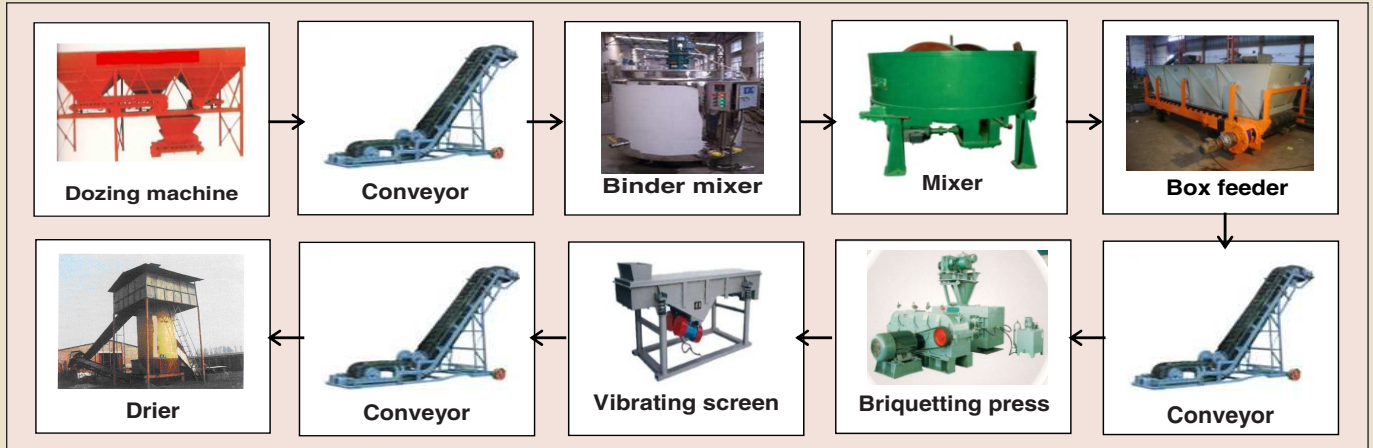 Dozing machine
Conveyor
Binder mixer
Mixer
Box feeder
Drier
Conveyor
Vibrating screen
Briquetting press
Conveyor